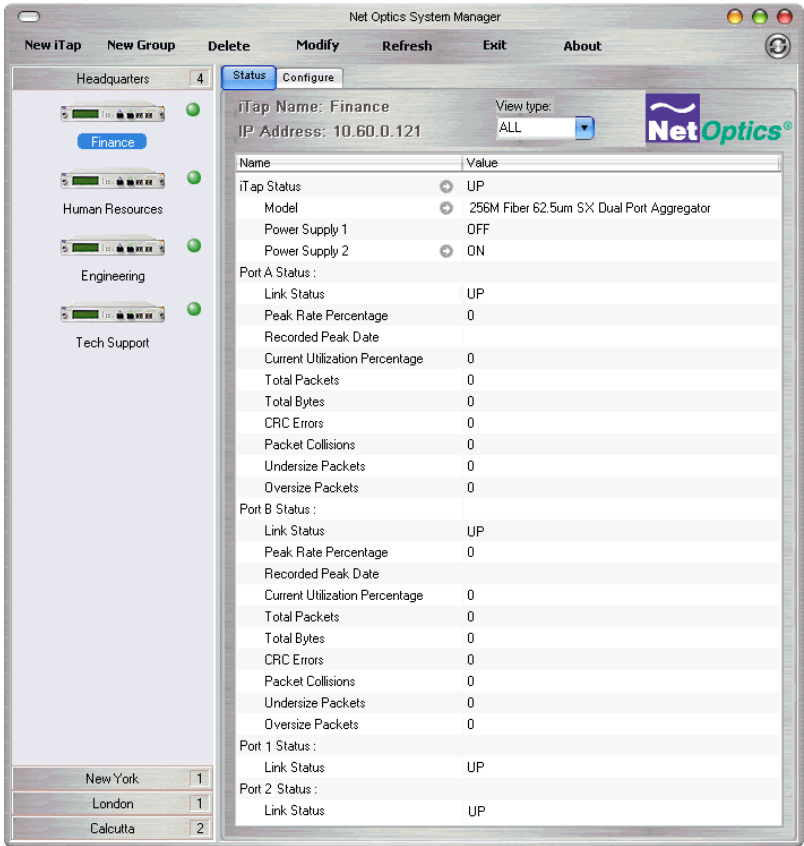 Net Optics System Manager
New iTap New Group Delete Modify Refresh Exit About
Headquarters 4
Finance
Human Resources
Engineering
Tech Support
New York 1
London 1
Calcutta 2
Status Configure
iTap Name: Finance
IP Address: 10.60.0.121
View type:
ALL
Net Optics®
Name Value
iTap Status UP
Model 256M Fiber 62.5um SX Dual Port Aggregator
Power Supply 1 OFF
Power Supply 2 ON
Port A Status :
Link Status UP
Peak Rate Percentage 0
Recorded Peak Date
Current Utilization Percentage 0
Total Packets 0
Total Bytes 0
CRC Errors 0
Packet Collisions 0
Undersize Packets 0
Oversize Packets 0
Port B Status :
Link Status UP
Peak Rate Percentage 0
Recorded Peak Date
Current Utilization Percentage 0
Total Packets 0
Total Bytes 0
CRC Errors 0
Packet Collisions 0
Undersize Packets 0
Oversize Packets 0
Port 1 Status :
Link Status UP
Port 2 Status :
Link Status UP